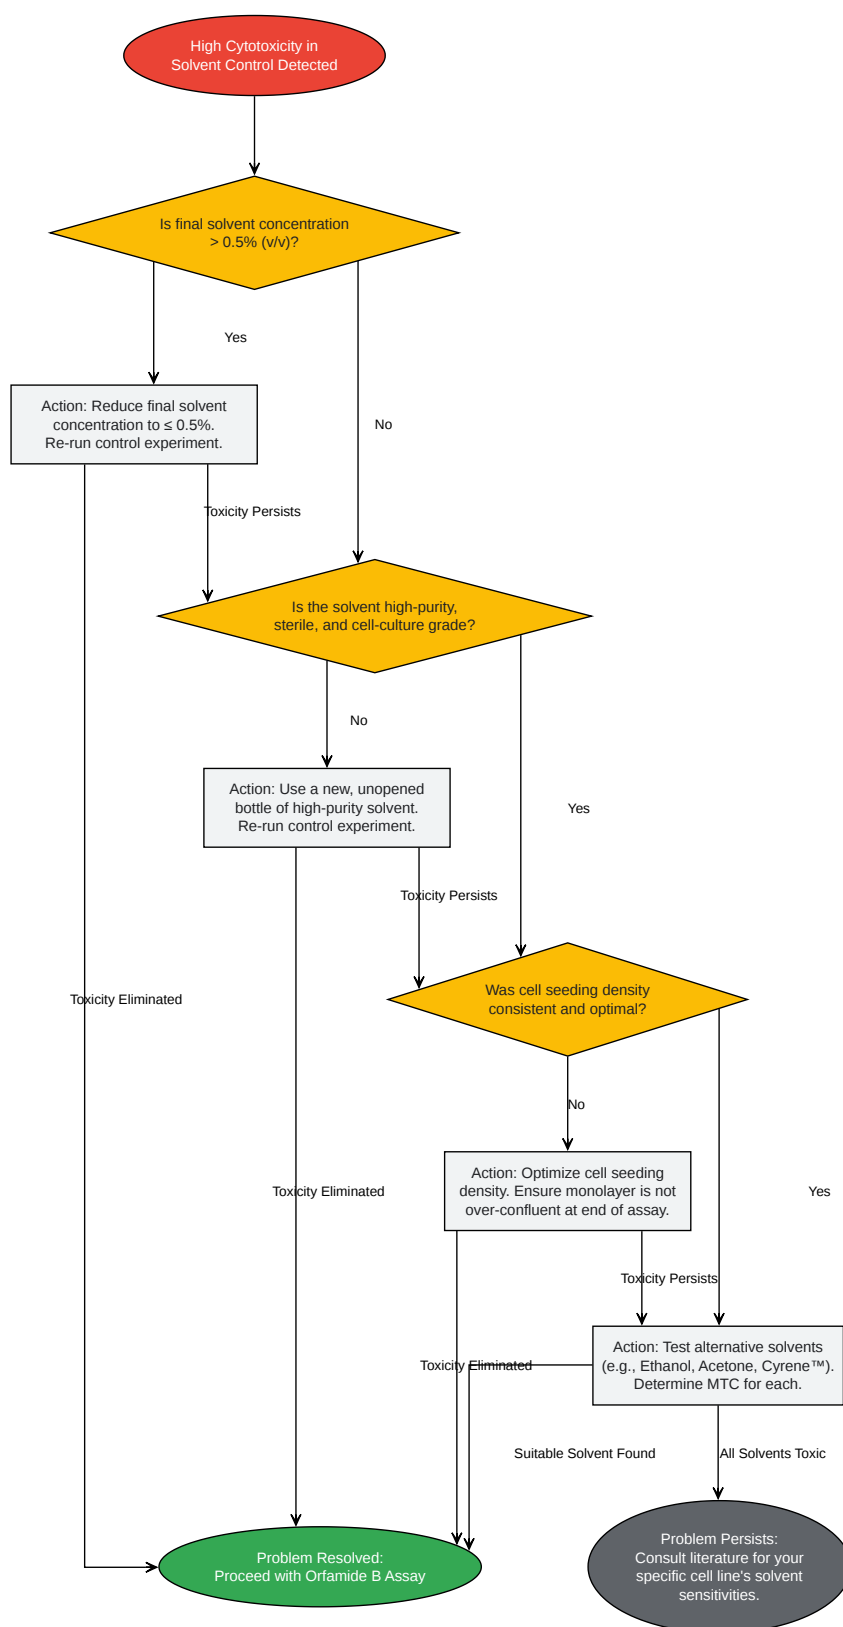 High Cytotoxicity in
Solvent Control Detected
Is final solvent concentration
> 0.5% (v/v)?
Yes
Action: Reduce final solvent
concentration to ≤ 0.5%.
Re-run control experiment.
No
Toxicity Persists
Is the solvent high-purity,
sterile, and cell-culture grade?
No
Action: Use a new, unopened
bottle of high-purity solvent.
Re-run control experiment.
Yes
Toxicity Persists
Was cell seeding density
consistent and optimal?
Toxicity Eliminated
No
Action: Optimize cell seeding
density. Ensure monolayer is not
over-confluent at end of assay.
Toxicity Eliminated
Yes
Toxicity Persists
Action: Test alternative solvents
(e.g., Ethanol, Acetone, Cyrene™).
Determine MTC for each.
Toxicity Eliminated
Suitable Solvent Found
All Solvents Toxic
Problem Resolved:
Proceed with Orfamide B Assay
Problem Persists:
Consult literature for your
specific cell line's solvent
sensitivities.